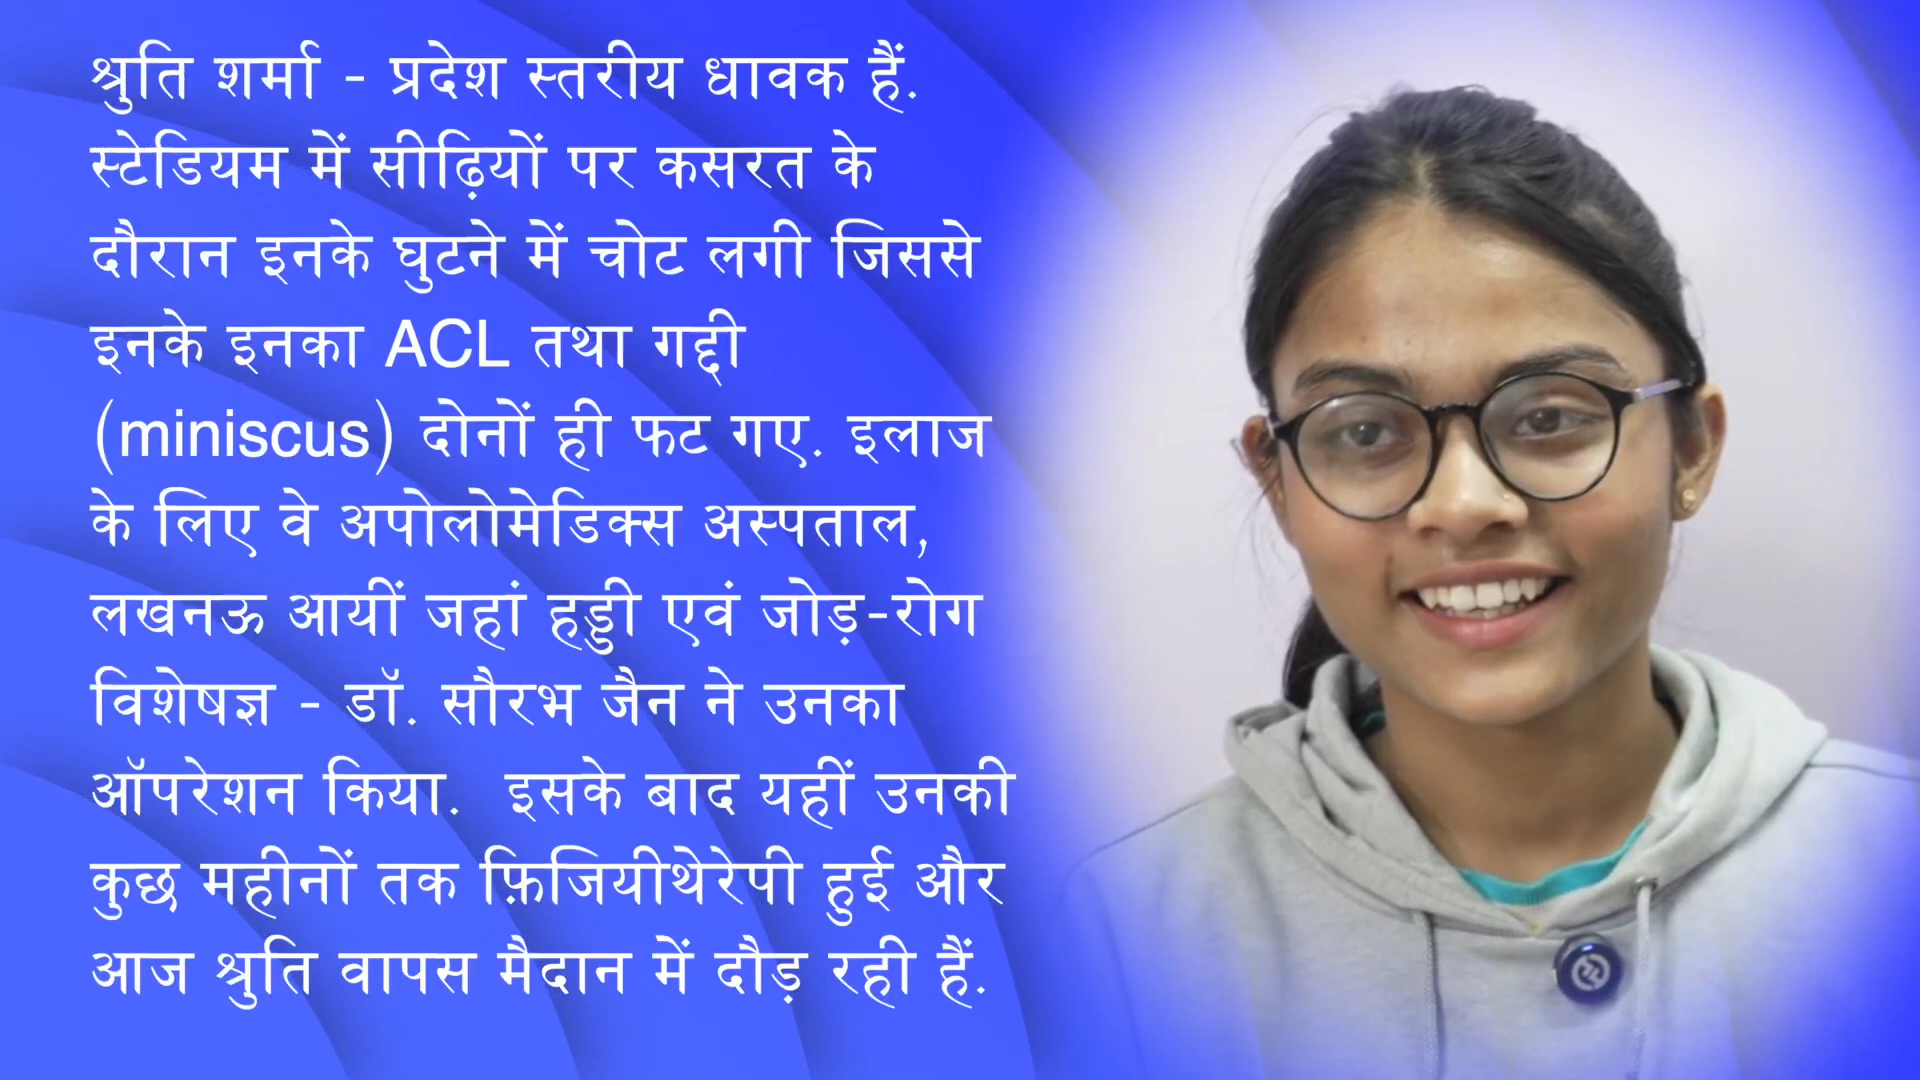 श्रुति शर्मा - प्रदेश स्तरीय धावक हैं.
स्टेडियम में सीढ़ियों पर कसरत के
दौरान इनके घुटने में चोट लगी जिससे
इनके इनका ACL तथा गद्दी
(miniscus) दोनों ही फट गए. इलाज
के लिए वे अपोलोमेडिक्स अस्पताल,
लखनऊ आयीं जहां हड्डी एवं जोड़-रोग
विशेषज्ञ - डॉ. सौरभ जैन ने उनका
ऑपरेशन किया. इसके बाद यहीं उनकी
कुछ महीनों तक फ़िजियीथेरेपी हुई और
आज श्रुति वापस मैदान में दौड़ रही हैं.